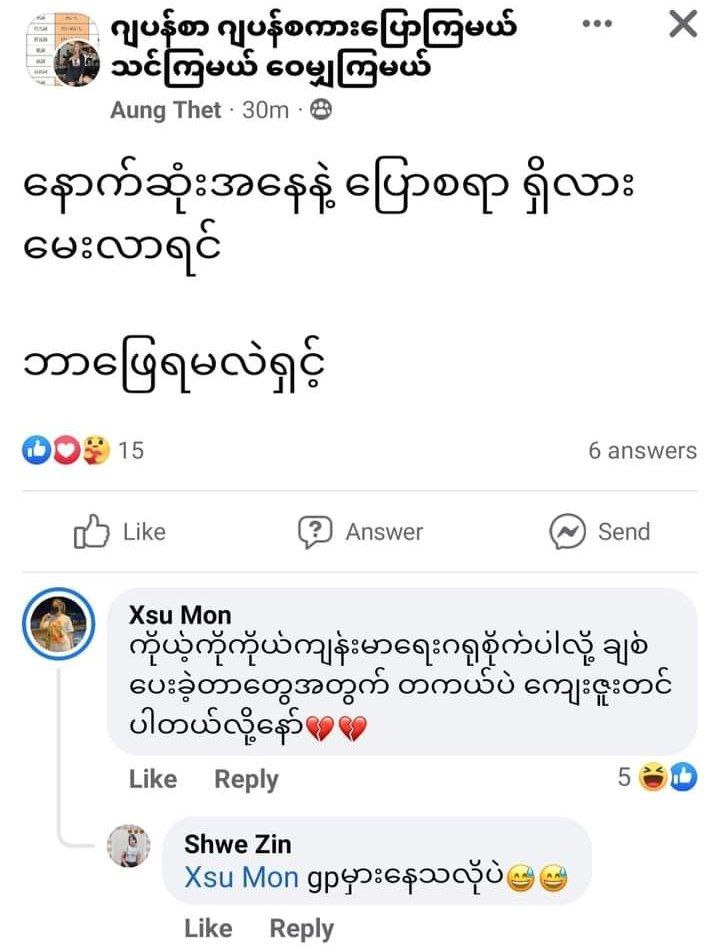 ဂျပန်စာ ဂျပန်စကားပြောကြမယ်
သင်ကြမယ် ဝေမျှကြမယ်
Aung Thet · 30m ·
နောက်ဆုံးအနေနဲ့ ပြောစရာ ရှိလား
မေးလာရင်
ဘာဖြေရမလဲရှင့်
15
6 answers
Like
Answer
Send
Xsu Mon
ကိုယ့်ကိုကိုယ်ကျန်းမာရေးဂရုစိုက်ပါလို့ ချစ်
ပေးခဲ့တာတွေအတွက် တကယ်ပဲ ကျေးဇူးတင်
ပါတယ်လို့နော်💔💔
Like Reply
5
Shwe Zin
Xsu Mon gpမှားနေသလိုပဲ😅😅
Like Reply